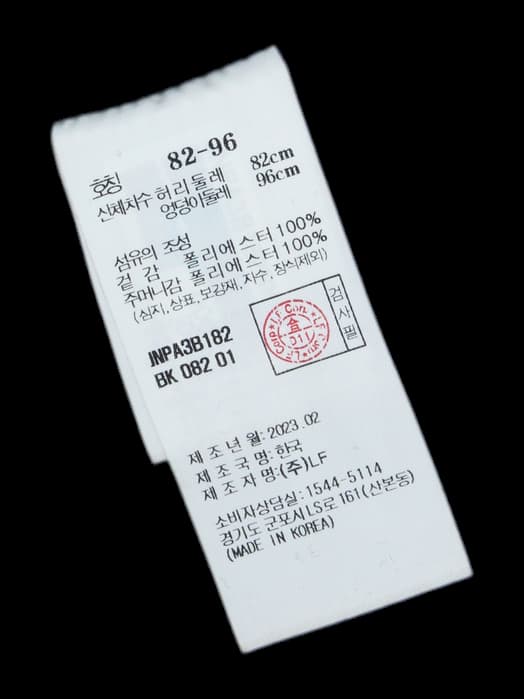 호칭 82-96
신체치수 허리둘레 82cm
엉덩이둘레 96cm
섬유의 조성
겉감 폴리에스터 100%
주머니감 폴리에스터 100%
(심지, 상표, 보강재, 자수, 장식제외)
JNPA3B182
BK 082 01
검사필
011
제조년월: 2023.02
제조국명: 한국
제조자명: (주)LF
소비자상담실: 1544-5114
경기도 군포시 LS로 161(산본동)
(MADE IN KOREA)